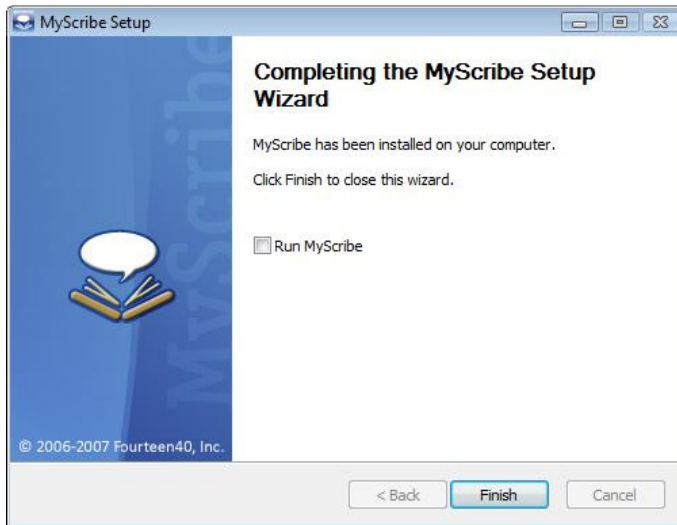 MyScribe Setup
Completing the MyScribe Setup
Wizard
MyScribe has been installed on your computer.
Click Finish to close this wizard.
Run MyScribe
MyScribe
© 2006-2007 Fourteen40, Inc.
< Back
Finish
Cancel